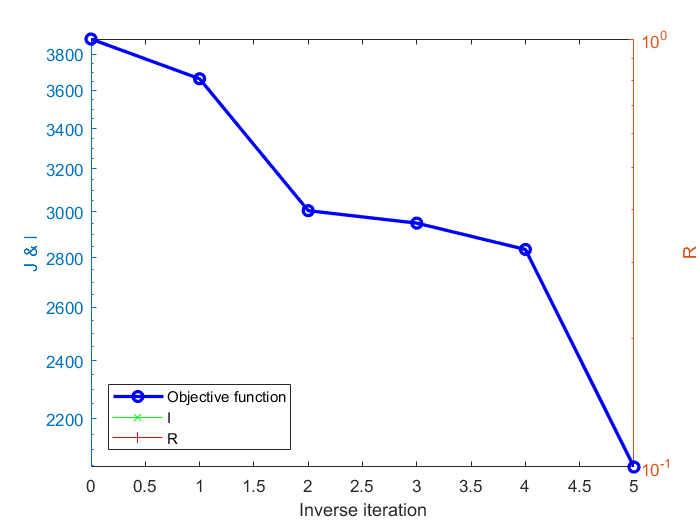 10^0
3800
3600
3400
3200
3000
2800
2600
2400
2200
J & I
R
Objective function
I
R
10^-1
0 0.5 1 1.5 2 2.5 3 3.5 4 4.5 5
Inverse iteration